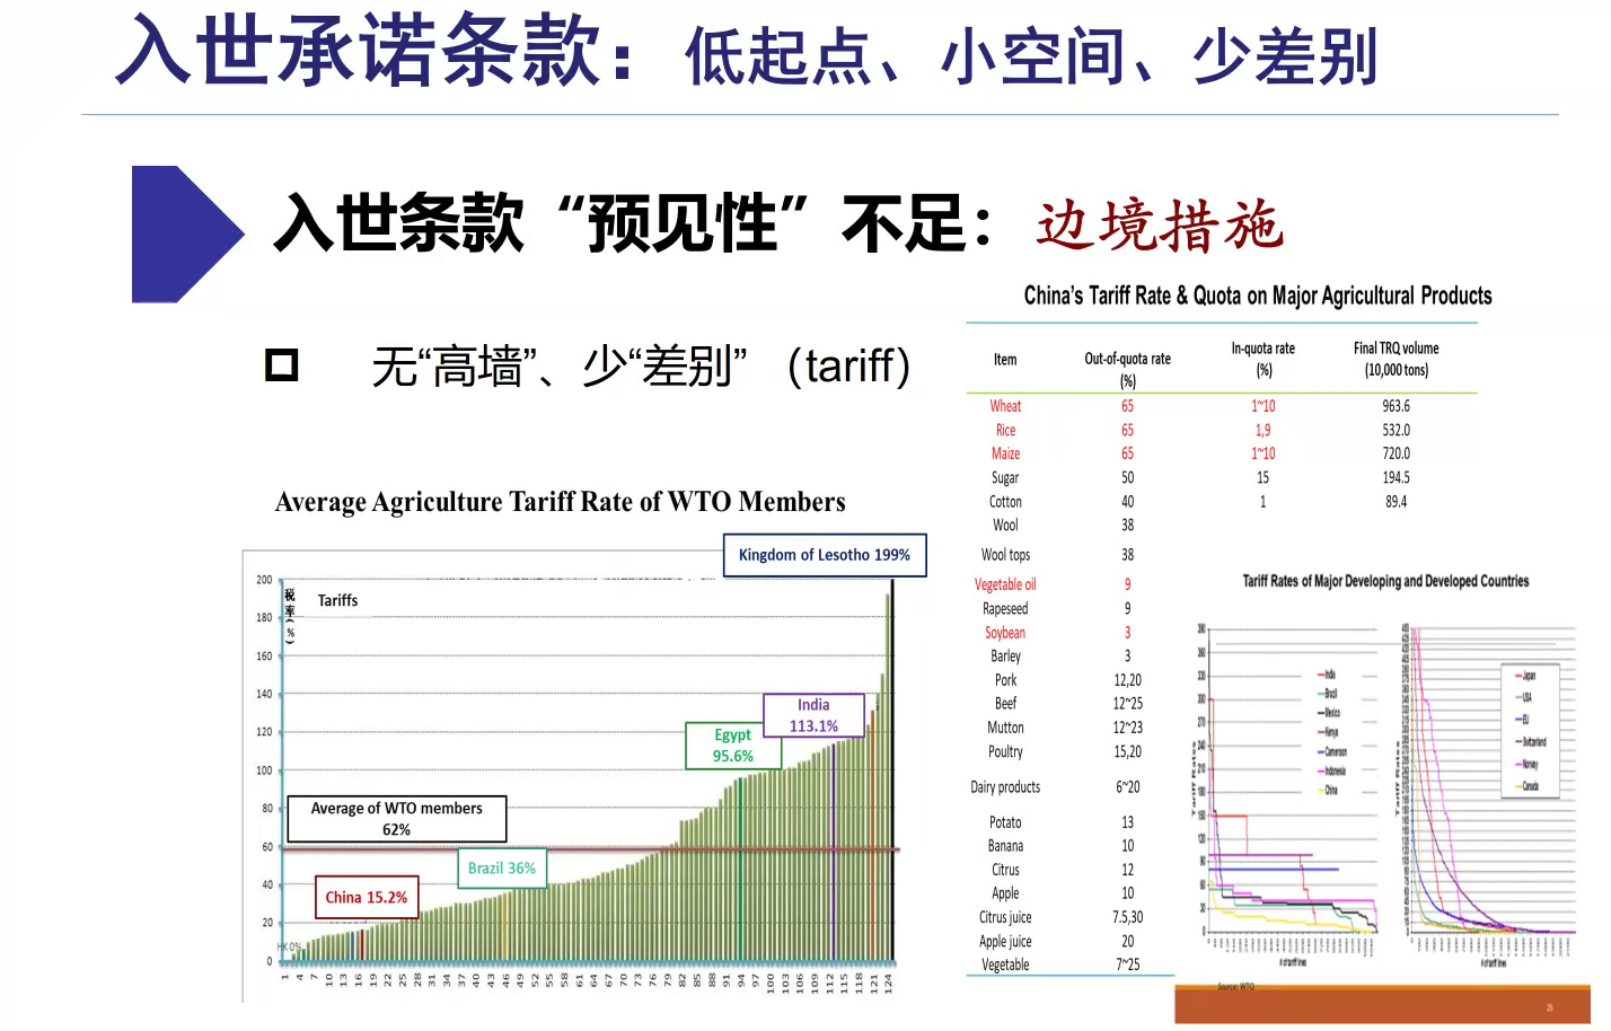 入世承诺条款：低起点、小空间、少差别
入世条款“预见性”不足：边境措施
无“高墙”、少“差别” （tariff）
China's Tariff Rate & Quota on Major Agricultural Products
Item Out-of-quota rate (%) In-quota rate (%) Final TRQ volume (10,000 tons)
Wheat 65 1~10 963.6
Rice 65 1,9 532.0
Maize 65 1~10 720.0
Sugar 50 15 194.5
Cotton 40 1 89.4
Wool 38
Wool tops 38
Vegetable oil 9
Rapeseed 9
Soybean 3
Barley 3
Pork 12,20
Beef 12~25
Mutton 12~23
Poultry 15,20
Dairy products 6~20
Potato 13
Banana 10
Citrus 12
Apple 10
Citrus juice 7.5,30
Apple juice 20
Vegetable 7~25
Average Agriculture Tariff Rate of WTO Members
Kingdom of Lesotho 199%
税率(%)
Tariffs
India
113.1%
Egypt
95.6%
Average of WTO members
62%
Brazil 36%
China 15.2%
HK 0%
200
180
160
140
120
100
80
60
40
20
0
1 4 7 10 13 16 19 22 25 28 31 34 37 40 43 46 49 52 55 58 61 64 67 70 73 76 79 82 85 88 91 94 97 100 103 106 109 112 115 118 121 124
Tariff Rates of Major Developing and Developed Countries
Tariff Rates
India
Brazil
Mexico
Kenya
Cameroon
Indonesia
China
# of tariff lines
Tariff Rates
Japan
USA
EU
Switzerland
Norway
Canada
# of tariff lines
Source: WTO
25